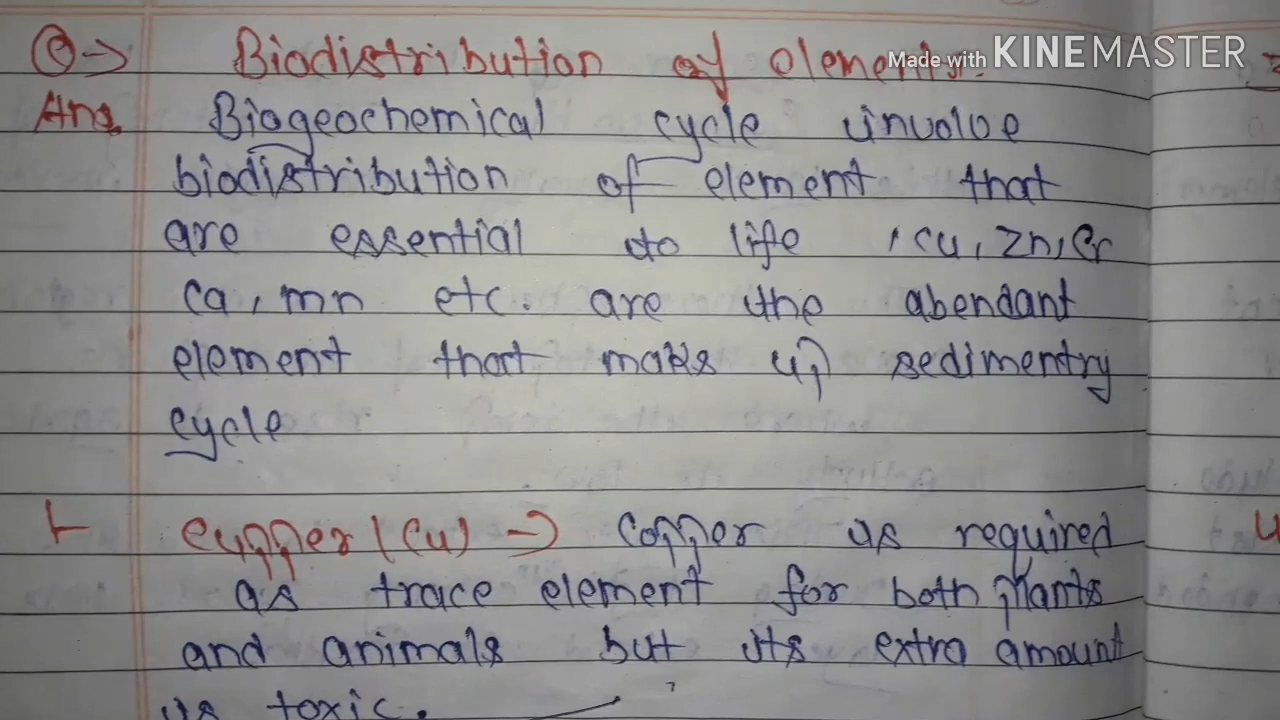 Q → Biodistribution of elements.
Made with KINEMASTER
Ans. Biogeochemical cycle involve
biodistribution of element that
are essential to life , Cu, Zn, Cr
Ca, mn etc. are the abendant
element that maks up sedimentry
cycle
1- Cupper (Cu) → Copper is required
as trace element for both plants
and animals but its extra amount
is toxic.